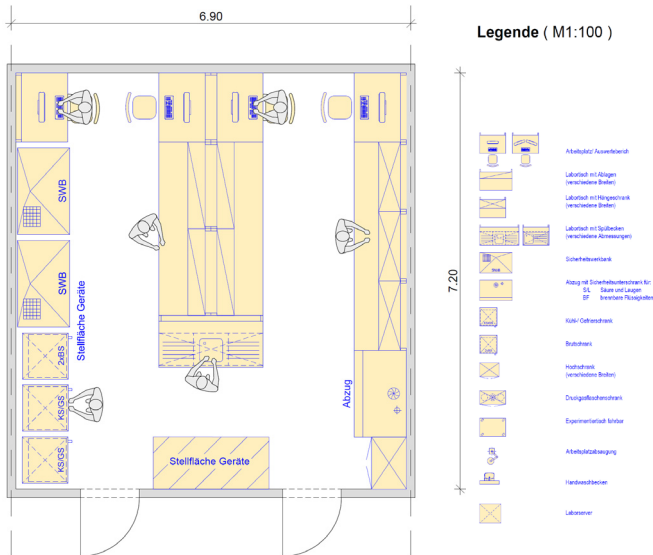 6.90
Legende ( M1:100 )
7.20
SWB
SWB
2xBS
KS/GS
KS/GS
Stellfläche Geräte
Stellfläche Geräte
Abzug
Arbeitsplatz/ Auswertebereich
Labortisch mit Ablagen
(verschiedene Breiten)
Labortisch mit Hängeschrank
(verschiedene Breiten)
Labortisch mit Spülbecken
(verschiedene Abmessungen)
Sicherheitswerkbank
Abzug mit Sicherheitsunterschrank für:
S/L Säure und Laugen
BF brennbare Flüssigkeiten
Kühl-/ Gefrierschrank
Brutschrank
Hochschrank
(verschiedene Breiten)
Druckgasflaschenschrank
Experimentiertisch fahrbar
Arbeitsplatzabsaugung
Handwaschbecken
Laborserver